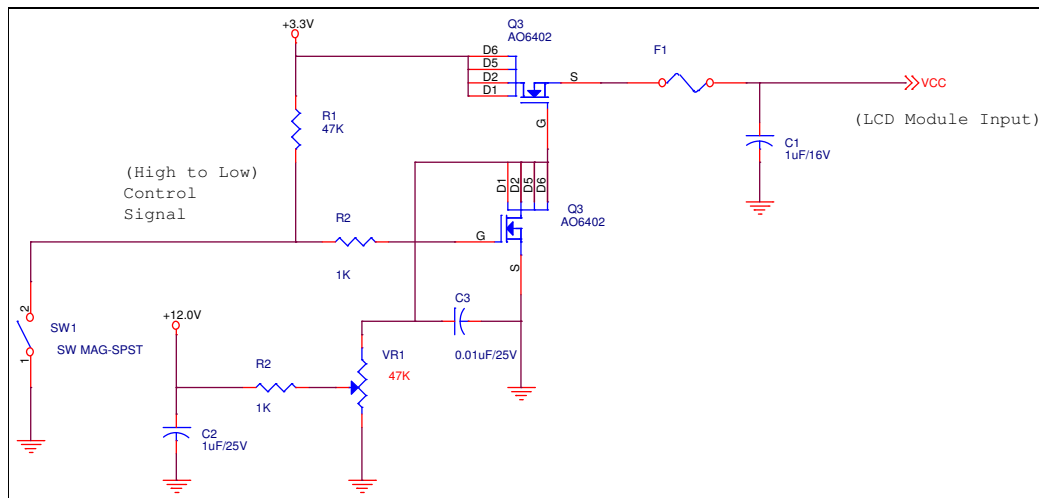 Q3
AO6402
+3.3V
D6
D5
D2
D1
S
G
F1
VCC
(LCD Module Input)
R1
47K
C1
1uF/16V
(High to Low)
Control
Signal
D1
D2
D5
D6
Q3
AO6402
R2
1K
G
S
2
1
SW1
SW MAG-SPST
+12.0V
C3
0.01uF/25V
R2
1K
VR1
47K
C2
1uF/25V